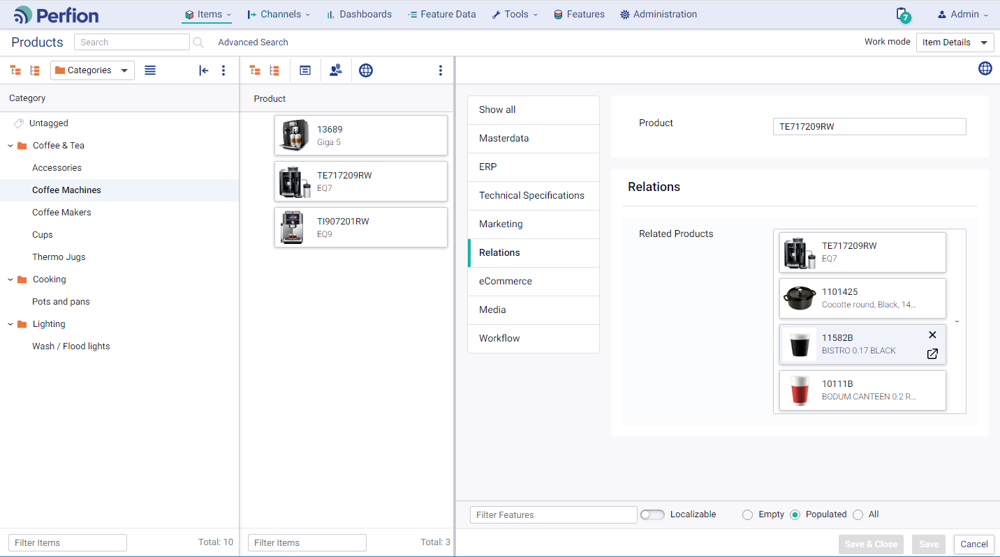 Perfion
Items
Channels
Dashboards
Feature Data
Tools
Features
Administration
7
Admin
Products
Search
Advanced Search
Work mode
Item Details
Categories
Category
Untagged
Coffee & Tea
Accessories
Coffee Machines
Coffee Makers
Cups
Thermo Jugs
Cooking
Pots and pans
Lighting
Wash / Flood lights
Filter Items
Total: 10
Product
13689
Giga 5
TE717209RW
EQ7
TI907201RW
EQ9
Filter Items
Total: 3
Show all
Masterdata
ERP
Technical Specifications
Marketing
Relations
eCommerce
Media
Workflow
Product
TE717209RW
Relations
Related Products
TE717209RW
EQ7
1101425
Cocotte round, Black, 14...
11582B
BISTRO 0.17 BLACK
10111B
BODUM CANTEEN 0.2 R...
Filter Features
Localizable
Empty
Populated
All
Save & Close
Save
Cancel